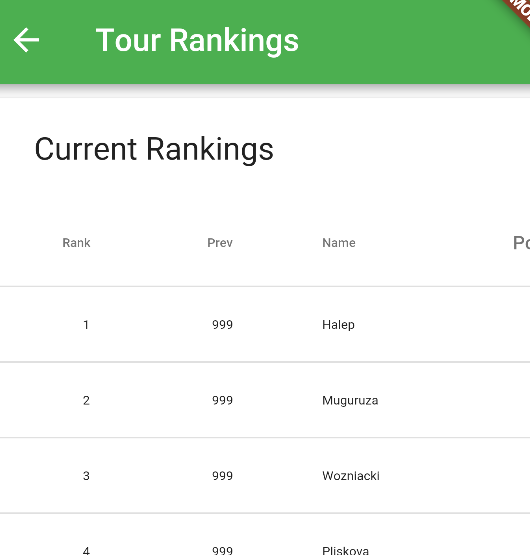 Tour Rankings
Current Rankings
Rank Prev Name
1 999 Halep
2 999 Muguruza
3 999 Wozniacki
4 999 Pliskova